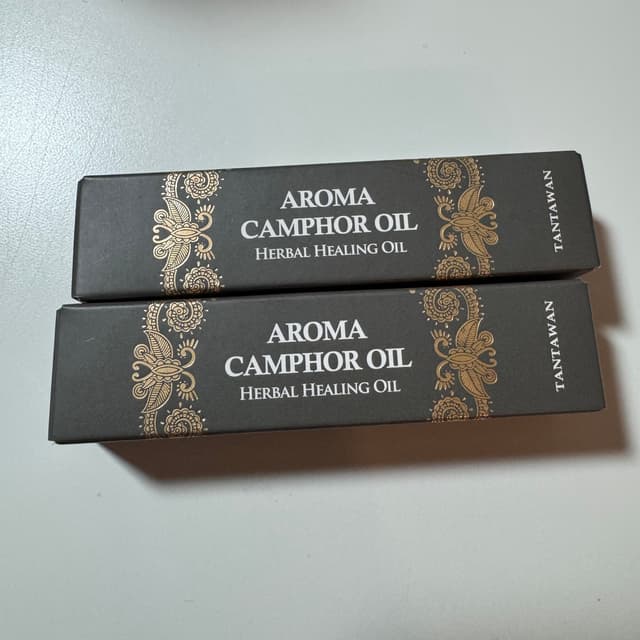 AROMA
CAMPHOR OIL
HERBAL HEALING OIL
TANTAWAN
AROMA
CAMPHOR OIL
HERBAL HEALING OIL
TANTAWAN